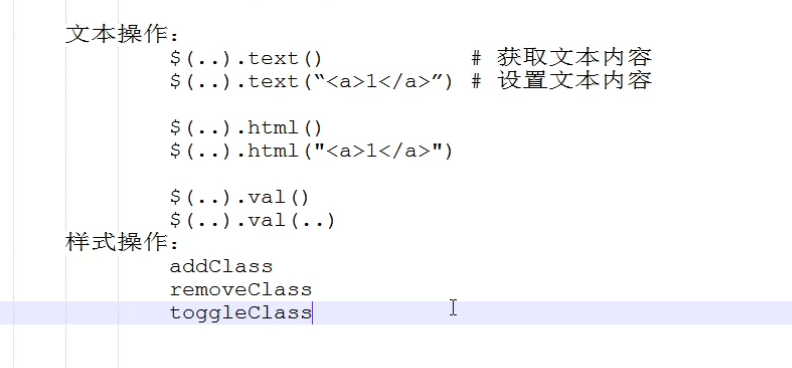 文本操作:
$(..).text() # 获取文本内容
$(..).text(“<a>1</a>”) # 设置文本内容
$(..).html()
$(..).html("<a>1</a>")
$(..).val()
$(..).val(..)
样式操作:
addClass
removeClass
toggleClass